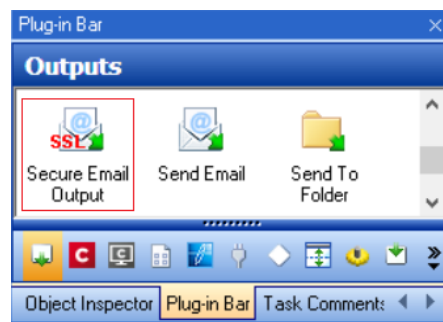 Plug-in Bar
Outputs
SSL
Secure Email Send Email Send To
Output Folder
Object Inspector Plug-in Bar Task Comments